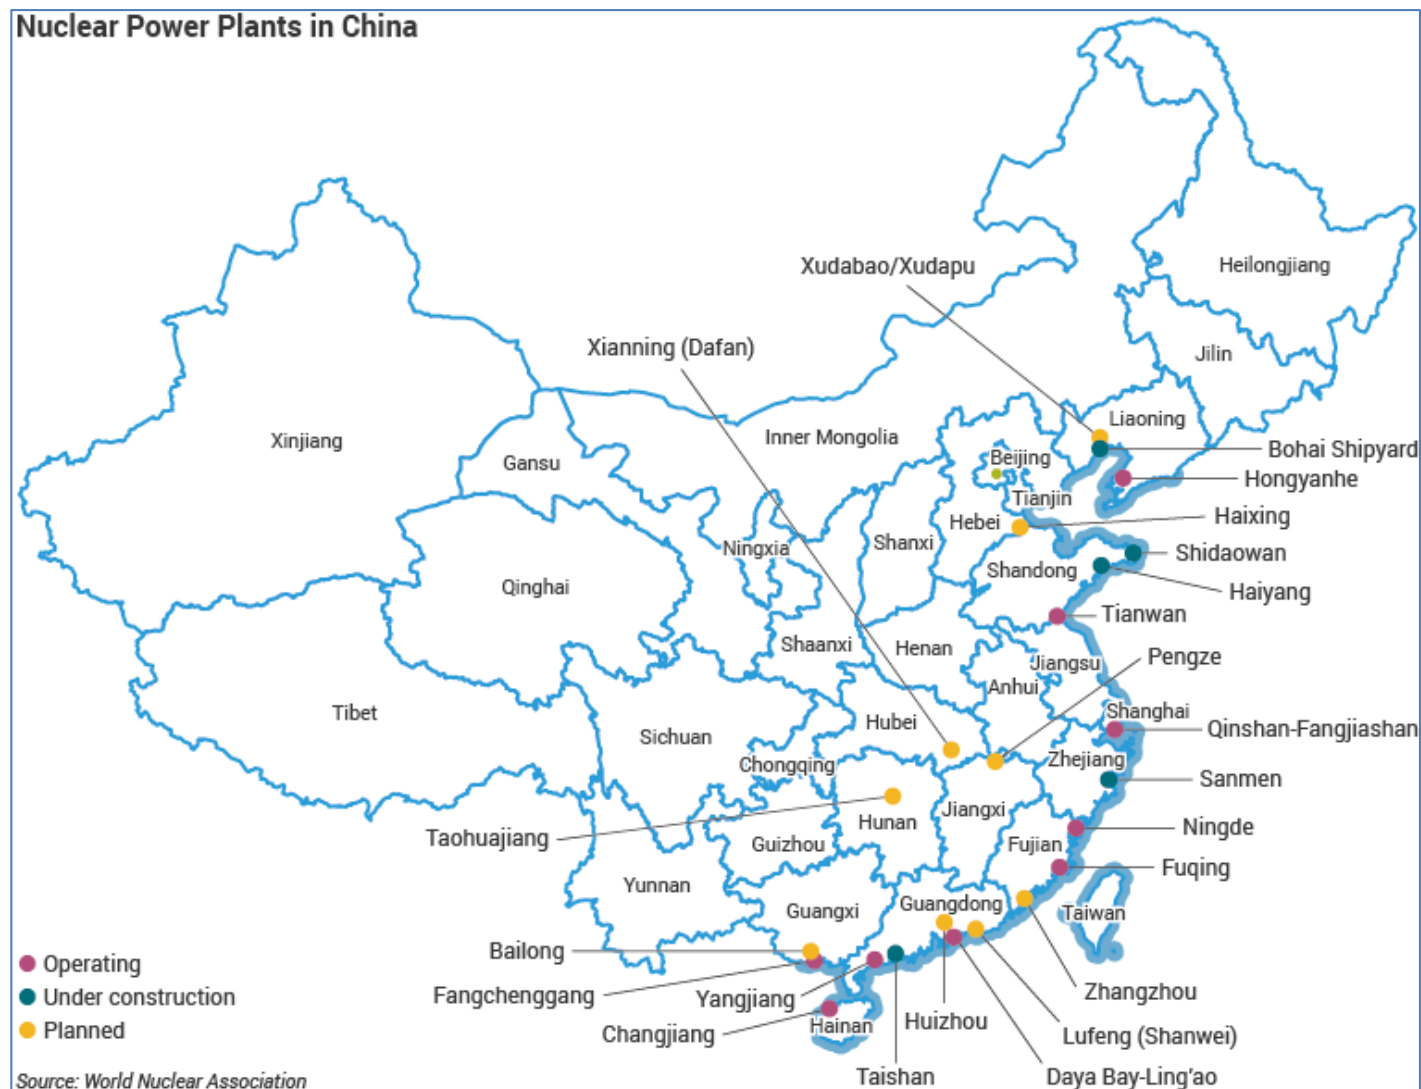 Nuclear Power Plants in China
Heilongjiang
Xudabao/Xudapu
Xianning (Dafan)
Jilin
Liaoning
Xinjiang
Inner Mongolia
Gansu
Beijing
Bohai Shipyard
Hongyanhe
Tianjin
Haixing
Hebei
Shanxi
Ningxia
Shidaowan
Shandong
Qinghai
Haiyang
Tianwan
Shaanxi
Henan
Jiangsu
Pengze
Anhui
Tibet
Shanghai
Hubei
Qinshan-Fangjiashan
Sichuan
Zhejiang
Chongqing
Sanmen
Jiangxi
Hunan
Ningde
Taohuajiang
Guizhou
Fujian
Fuqing
Yunnan
Guangdong
Guangxi
Taiwan
Bailong
Operating
Fangchenggang
Yangjiang
Zhangzhou
Under construction
Changjiang
Hainan
Huizhou
Planned
Lufeng (Shanwei)
Taishan
Daya Bay-Ling'ao
Source: World Nuclear Association